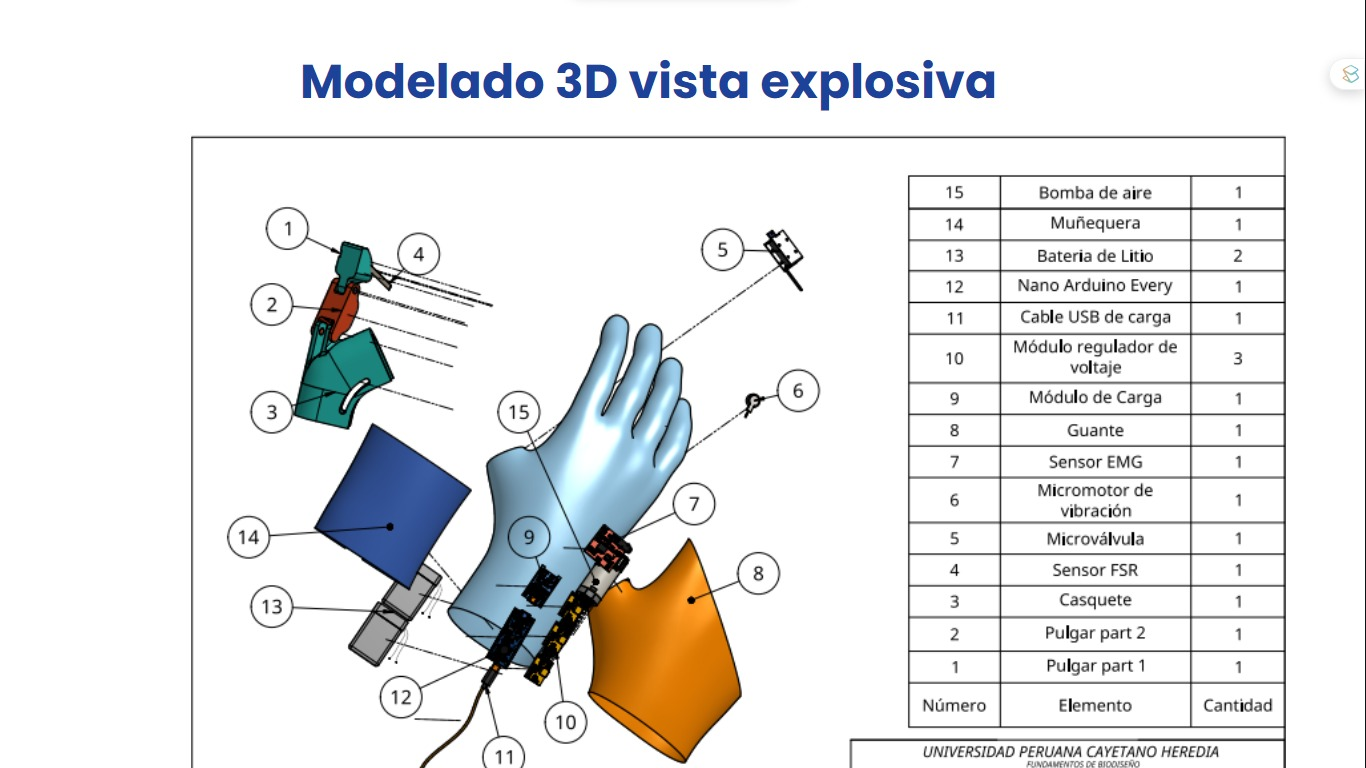 Modelado 3D vista explosiva
1
4
2
3
5
6
15
7
9
14
8
13
12
10
11
15 Bomba de aire 1
14 Muñequera 1
13 Bateria de Litio 2
12 Nano Arduino Every 1
11 Cable USB de carga 1
10 Módulo regulador de voltaje 3
9 Módulo de Carga 1
8 Guante 1
7 Sensor EMG 1
6 Micromotor de vibración 1
5 Microválvula 1
4 Sensor FSR 1
3 Casquete 1
2 Pulgar part 2 1
1 Pulgar part 1 1
Número Elemento Cantidad
UNIVERSIDAD PERUANA CAYETANO HEREDIA
FUNDAMENTOS DE BIODISEÑO